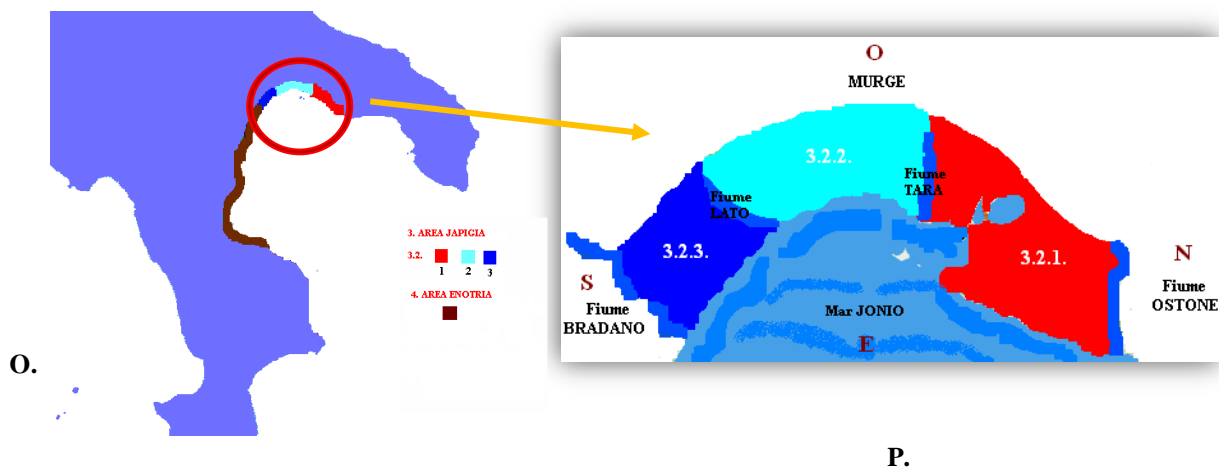 3. AREA JAPIGIA
3.2.
1 2 3
4. AREA ENOTRIA
O.
O
MURGE
3.2.2.
Fiume
TARA
Fiume
LATO
3.2.3.
3.2.1.
S
Fiume
BRADANO
N
Fiume
OSTONE
Mar JONIO
E
P.